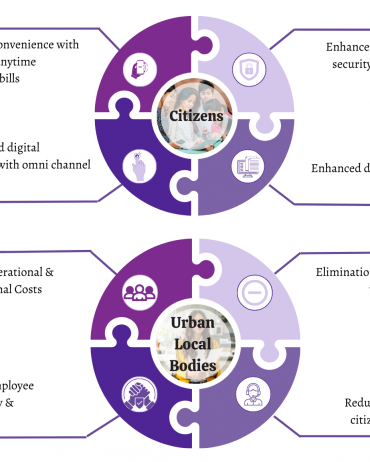 onvenience with
nytime
bills
Enhance
security
Citizens
d digital
with omni channel
Enhanced d
erational &
nal Costs
Elimination
Urban
Local
Bodies
ployee
y &
Redu
citiz